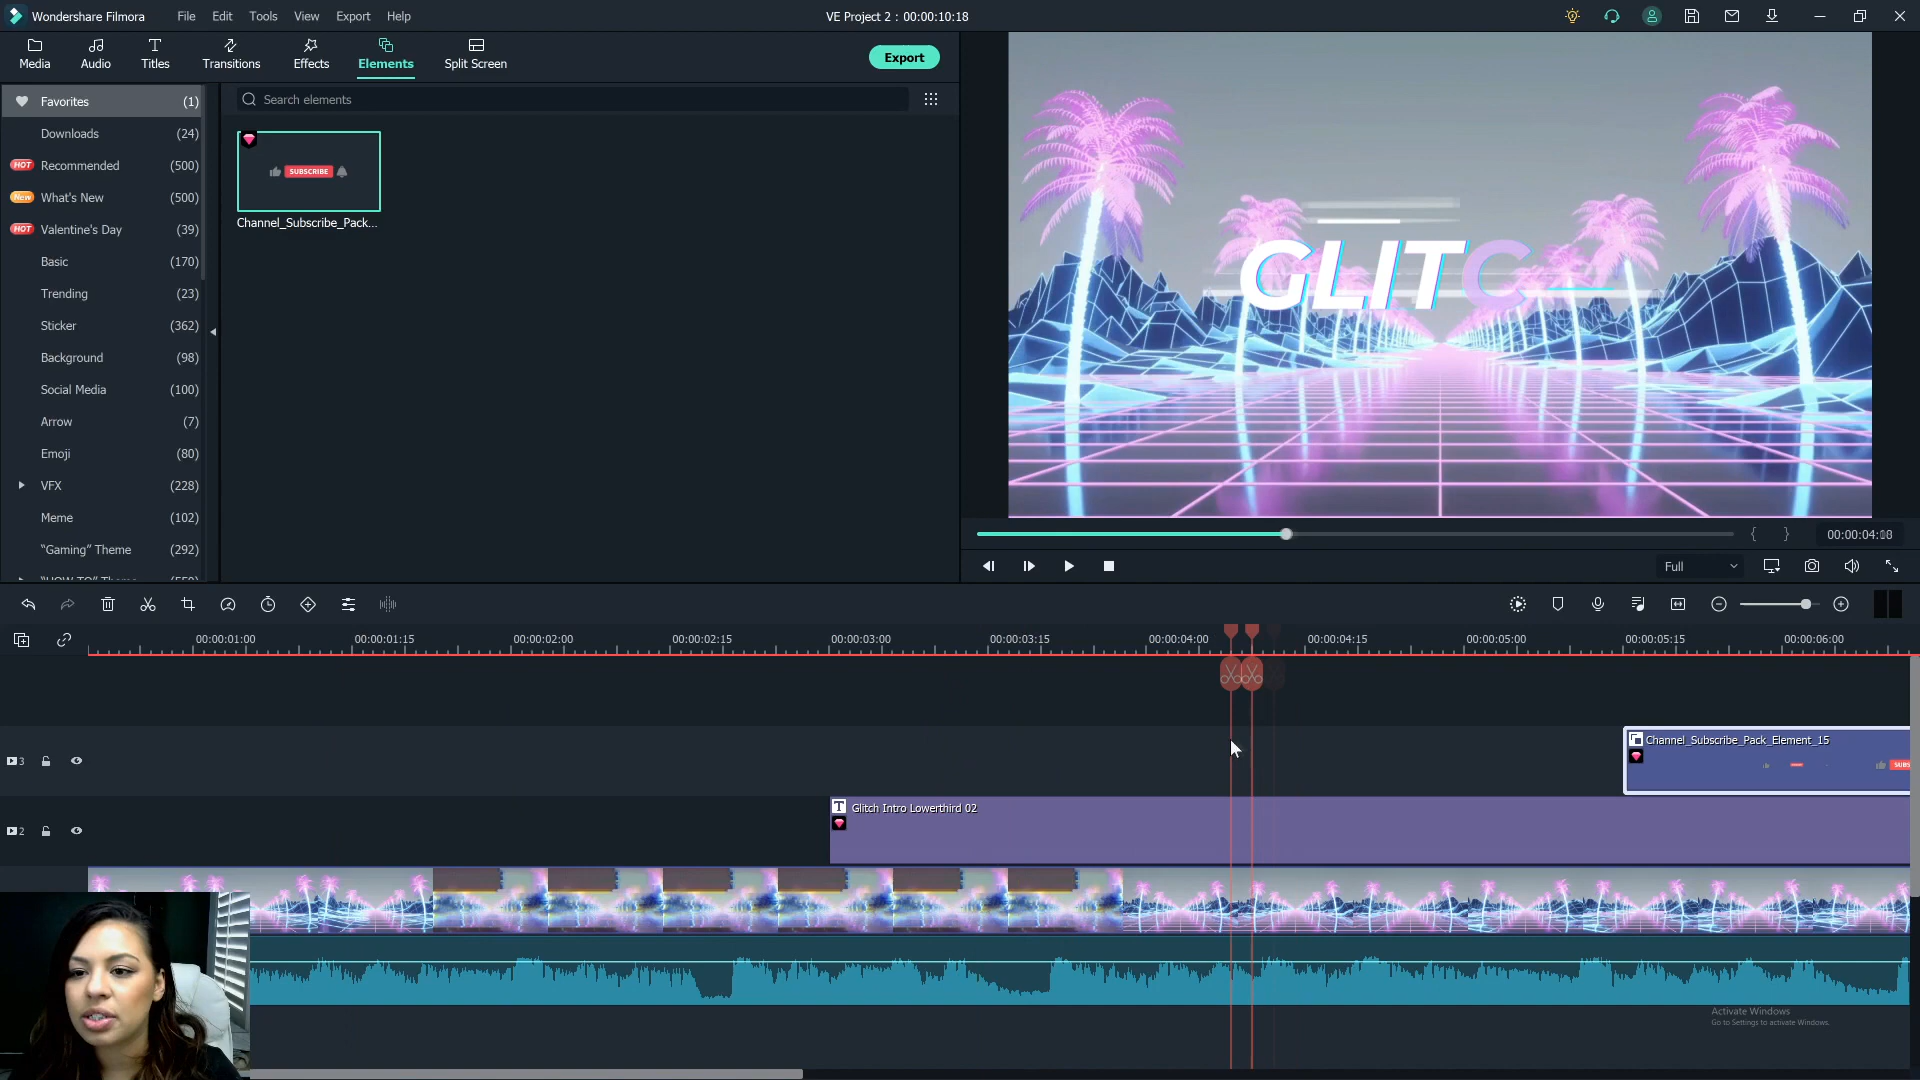 Wondershare Filmora
File Edit Tools View Export Help
VE Project 2 : 00:00:10:18
Media Audio Titles Transitions Effects Elements Split Screen
Export
Favorites (1)
Search elements
Downloads (24)
HOT Recommended (500)
New What's New (500)
HOT Valentine's Day (39)
Basic (170)
Trending (23)
Sticker (362)
Background (98)
Social Media (100)
Arrow (7)
Emoji (80)
VFX (228)
Meme (102)
"Gaming" Theme (292)
SUBSCRIBE
Channel_Subscribe_Pack...
GLITC
{ }
Full
00:00:01:00 00:00:01:15 00:00:02:00 00:00:02:15 00:00:03:00 00:00:03:15 00:00:04:00 00:00:04:15 00:00:05:00 00:00:05:15 00:00:06:00
3
Channel_Subscribe_Pack_Element_15
SUBS
2
T Glitch Intro Lowerthird 02
Activate Windows
Go to Settings to activate Windows.